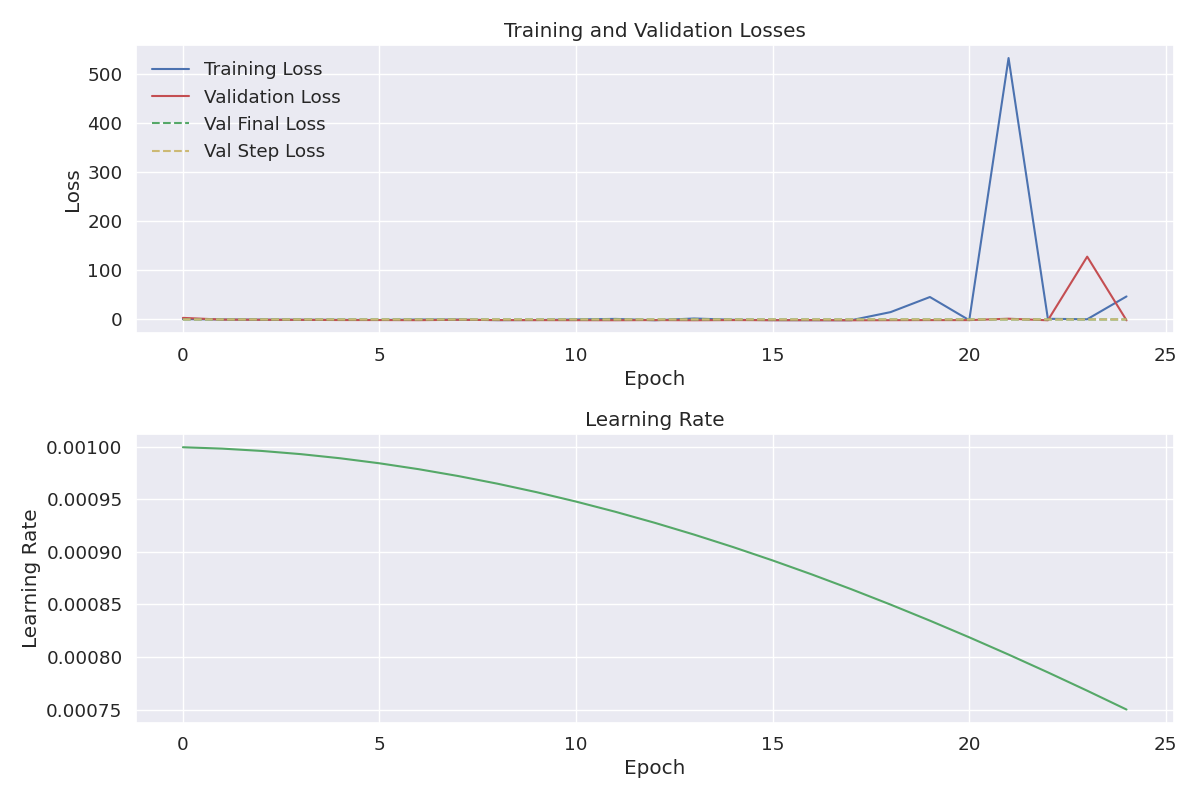 Training and Validation Losses
Training Loss
Validation Loss
Val Final Loss
Val Step Loss
Loss
500
400
300
200
100
0
0 5 10 15 20 25
Epoch
Learning Rate
Learning Rate
0.00100
0.00095
0.00090
0.00085
0.00080
0.00075
0 5 10 15 20 25
Epoch